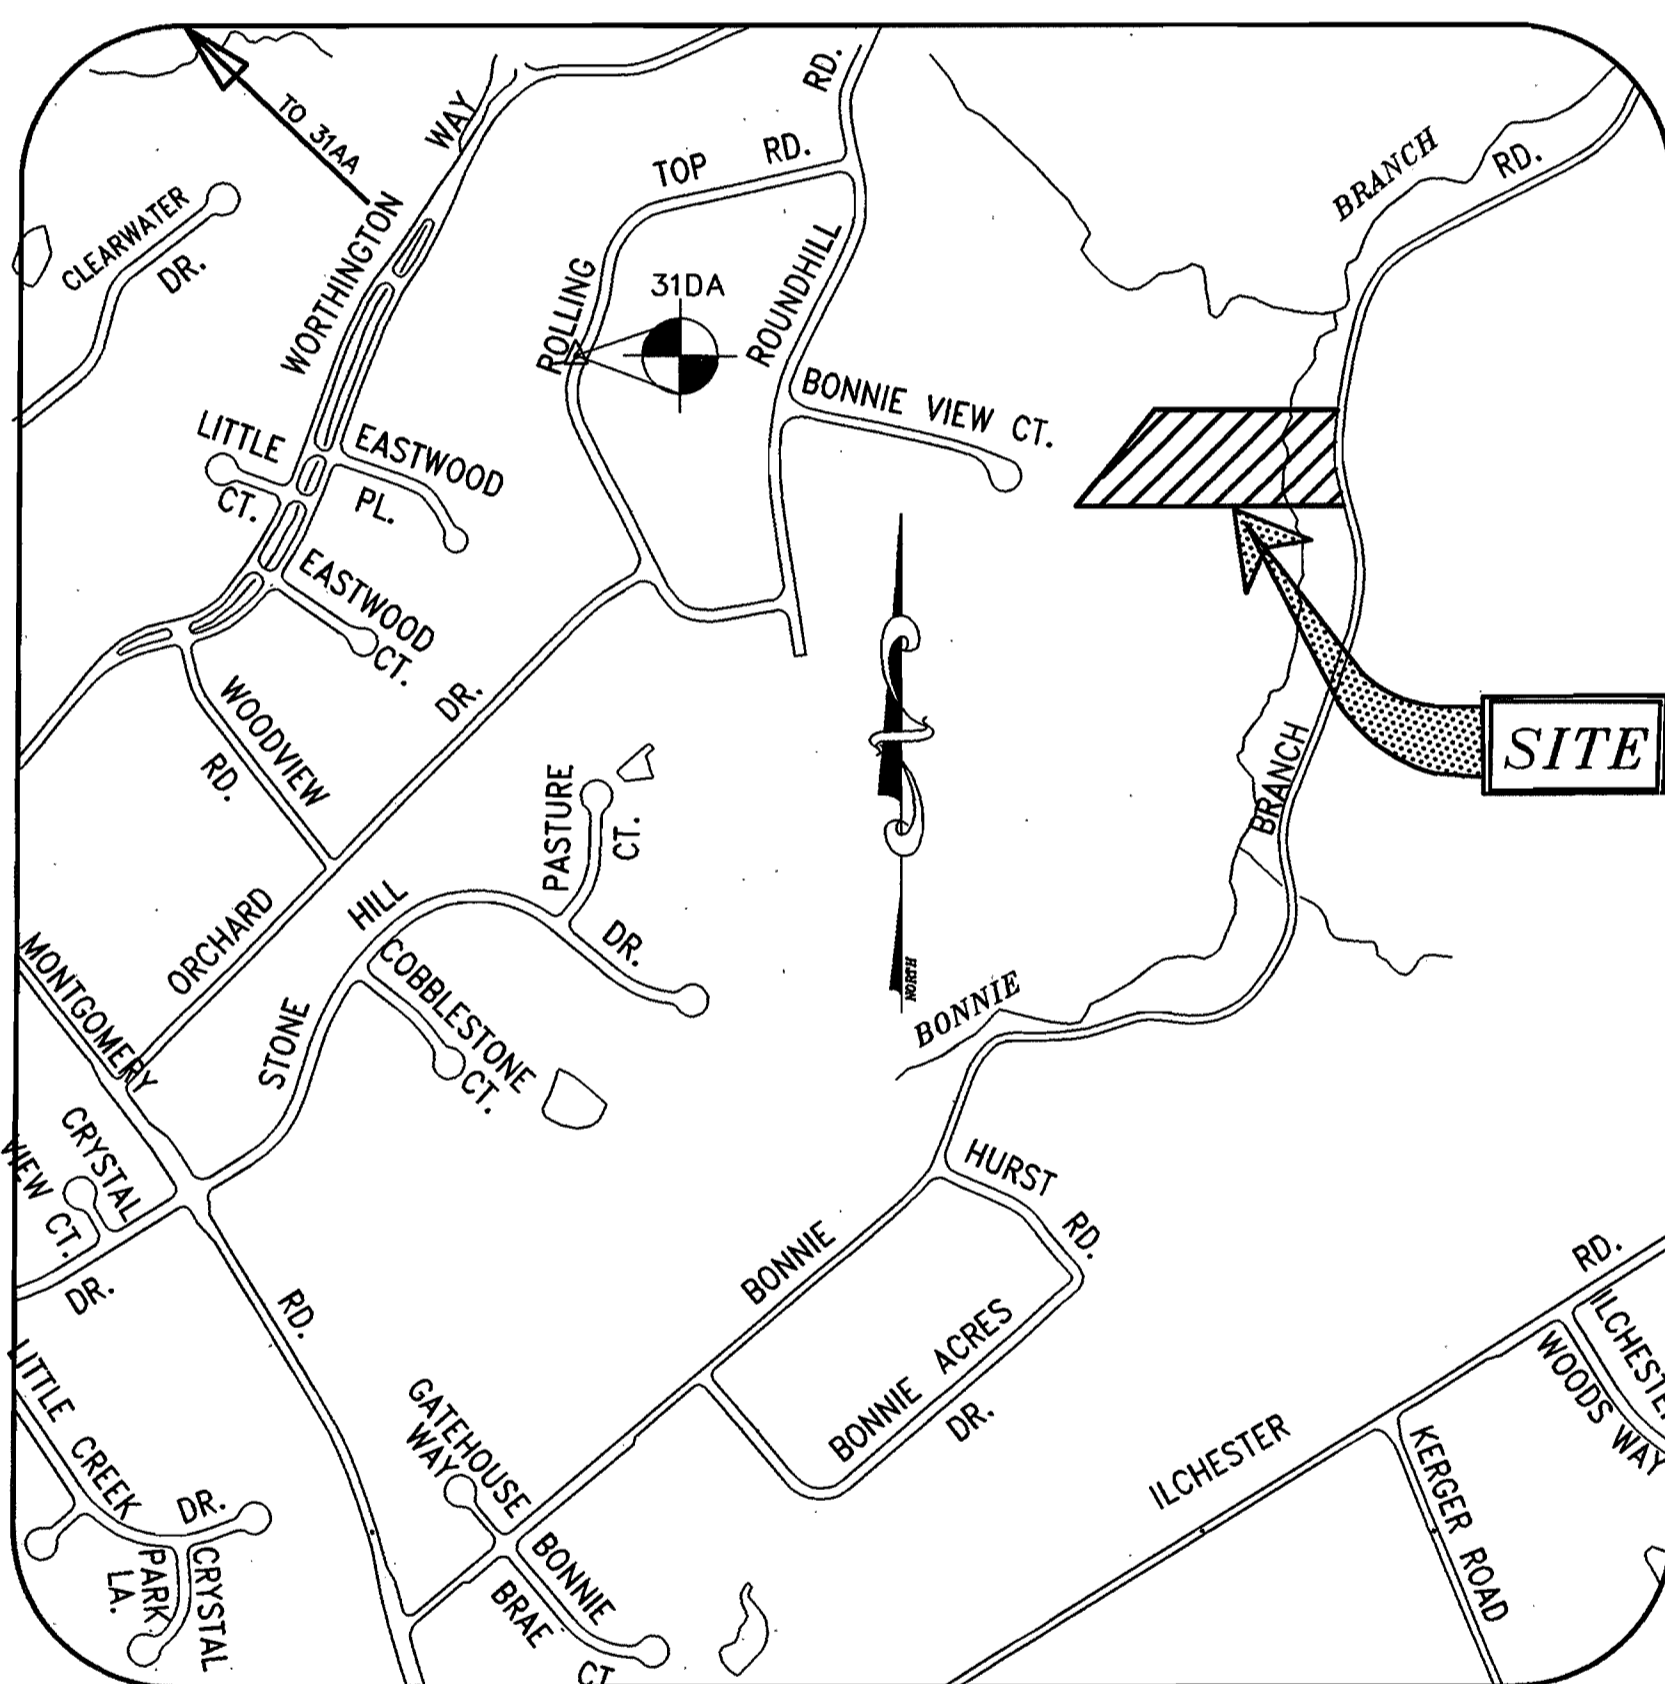 TO 31AA
WORTHINGTON WAY
CLEARWATER
DR.
ROLLING TOP RD.
ROUNDHILL RD.
31DA
BRANCH
RD.
BONNIE VIEW CT.
LITTLE
CT.
EASTWOOD
PL.
EASTWOOD
CT.
WOODVIEW
RD.
ORCHARD DR.
SITE
BRANCH
NORTH
PASTURE
CT.
STONE HILL DR.
COBBLESTONE
CT.
MONTGOMERY
RD.
BONNIE
CRYSTAL
VIEW CT.
DR.
HURST RD.
BONNIE
BONNIE ACRES
DR.
LITTLE CREEK
DR.
GATEHOUSE
WAY
CRYSTAL
PARK
LA.
BONNIE
BRAE
CT
ILCHESTER RD.
KERGER ROAD
ILCHESTER
WOODS WAY